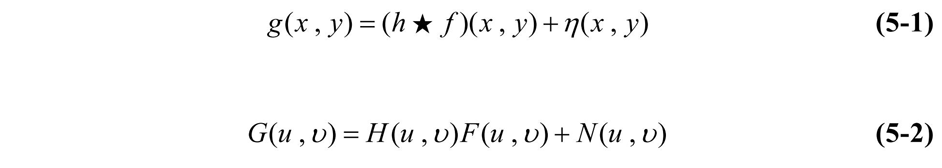 g(x , y) = (h ★ f)(x , y) + η(x , y) (5-1)
G(u , υ) = H(u , υ)F(u , υ) + N(u , υ) (5-2)